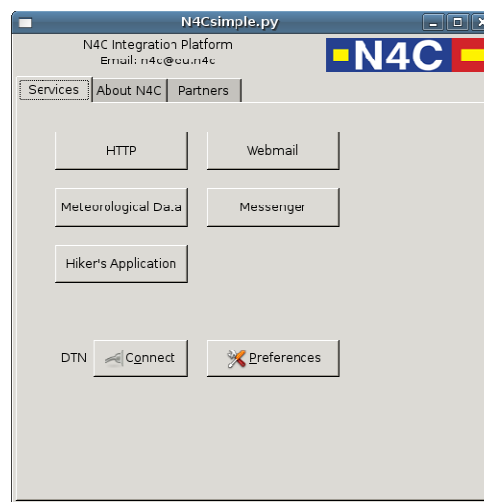 N4Csimple.py
N4C Integration Platform
Email: n4c@eu.n4c
N4C
Services About N4C Partners
HTTP Webmail
Meteorological Data Messenger
Hiker's Application
DTN Connect Preferences